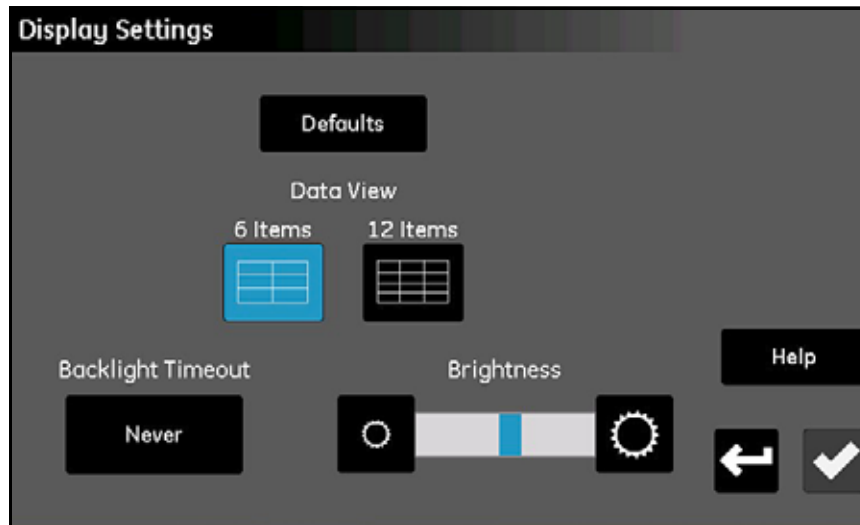 Display Settings
Defaults
Data View
6 Items 12 Items
Backlight Timeout Brightness
Help
Never